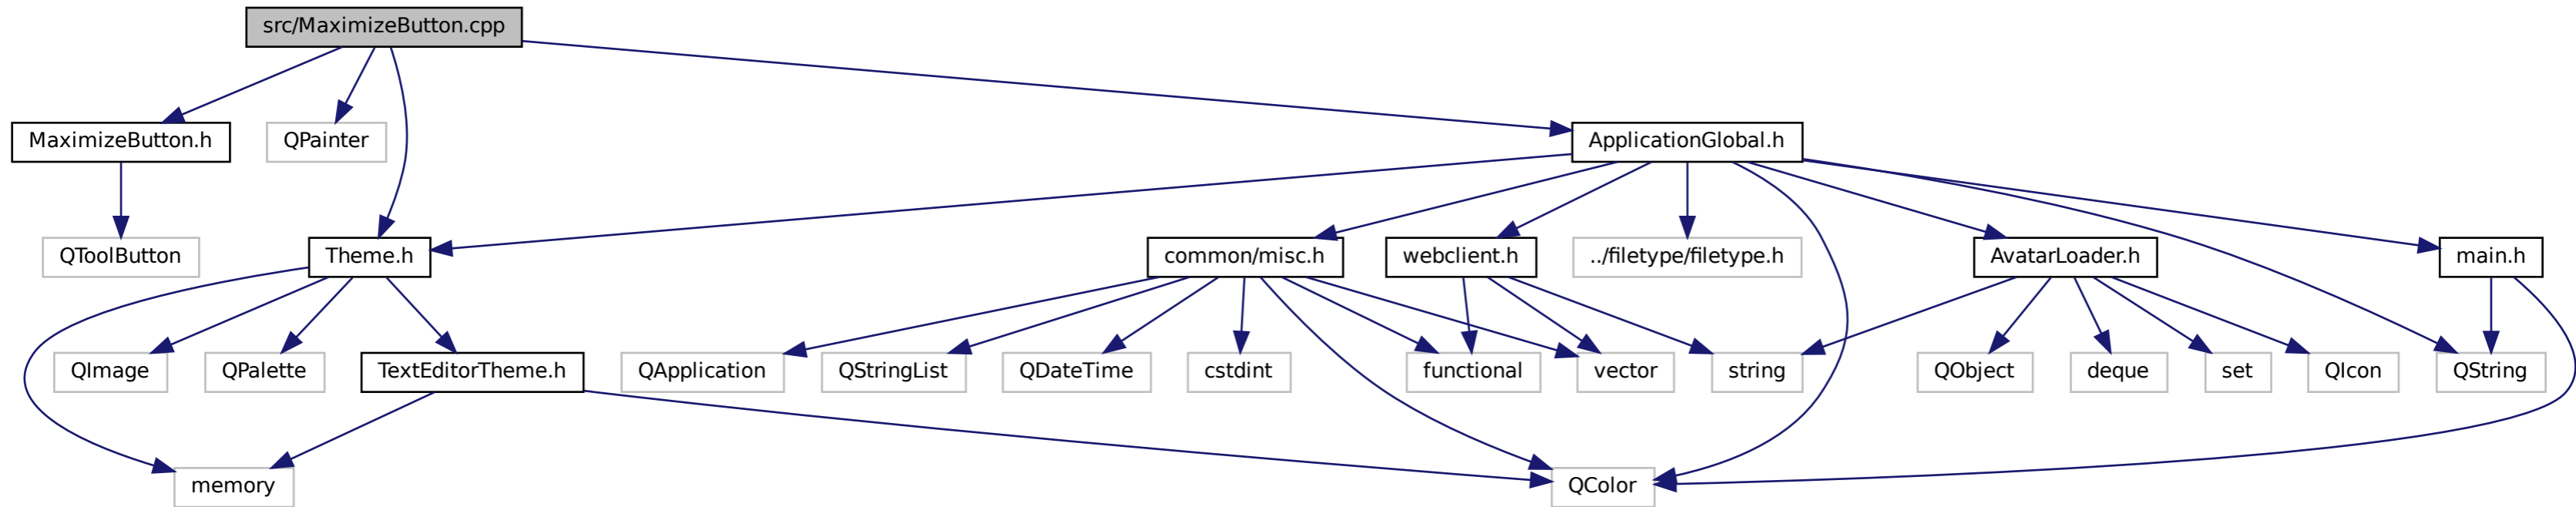 src/MaximizeButton.cpp
MaximizeButton.h
QPainter
ApplicationGlobal.h
QToolButton
Theme.h
common/misc.h
webclient.h
../filetype/filetype.h
AvatarLoader.h
main.h
QImage
QPalette
TextEditorTheme.h
QApplication
QStringList
QDateTime
cstdint
functional
vector
string
QObject
deque
set
QIcon
QString
memory
QColor